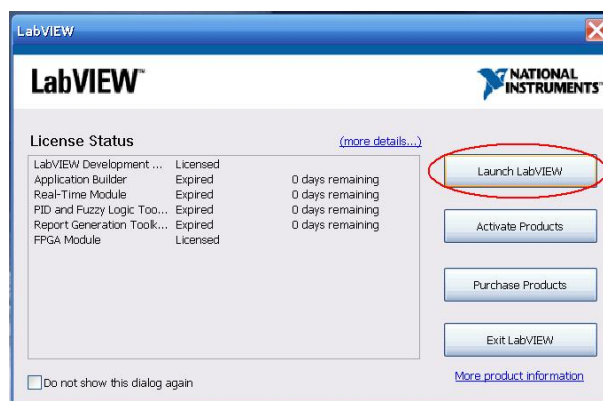 LabVIEW
LabVIEW™
NATIONAL
INSTRUMENTS™
License Status (more details...)
LabVIEW Development ... Licensed
Application Builder Expired 0 days remaining
Real-Time Module Expired 0 days remaining
PID and Fuzzy Logic Too... Expired 0 days remaining
Report Generation Toolk... Expired 0 days remaining
FPGA Module Licensed
Launch LabVIEW
Activate Products
Purchase Products
Exit LabVIEW
Do not show this dialog again
More product information